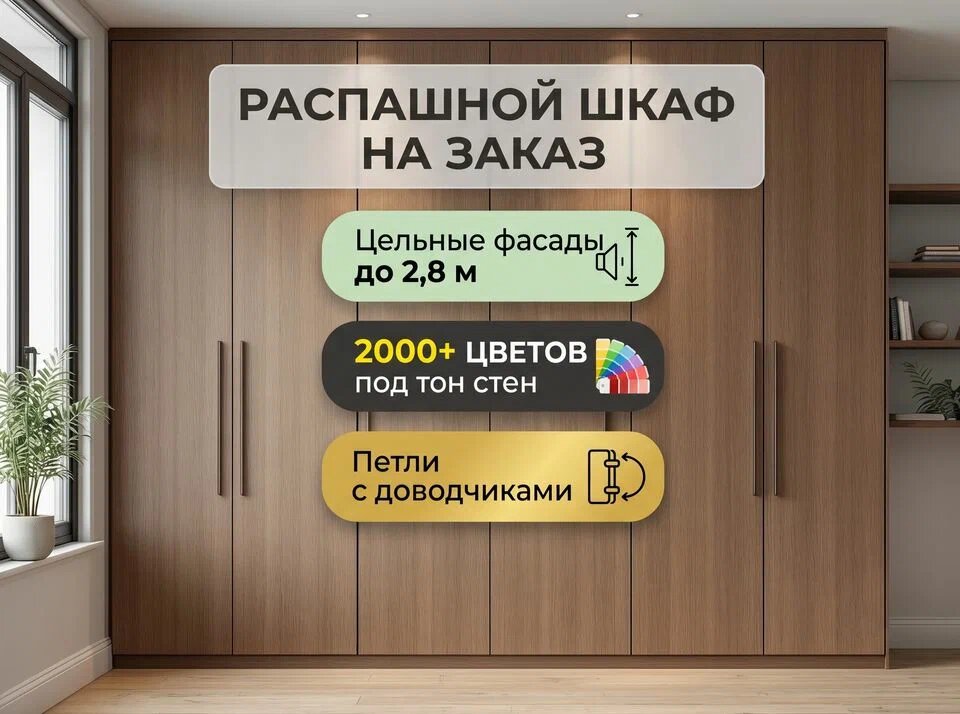 РАСПАШНОЙ ШКАФ
НА ЗАКАЗ
Цельные фасады
до 2,8 м
2000+ ЦВЕТОВ
под тон стен
Петли
с доводчиками